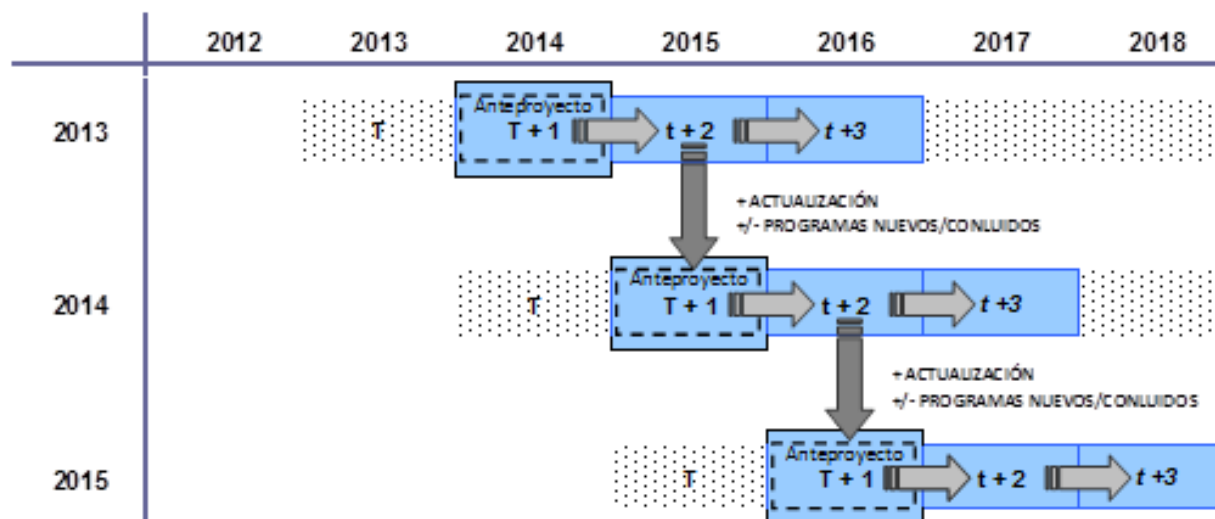 2012 2013 2014 2015 2016 2017 2018
2013 T Anteproyecto T + 1 t + 2 t +3
+ ACTUALIZACIÓN
+/- PROGRAMAS NUEVOS/CONLUIDOS
2014 T Anteproyecto T + 1 t + 2 t +3
+ ACTUALIZACIÓN
+/- PROGRAMAS NUEVOS/CONLUIDOS
2015 T Anteproyecto T + 1 t + 2 t +3